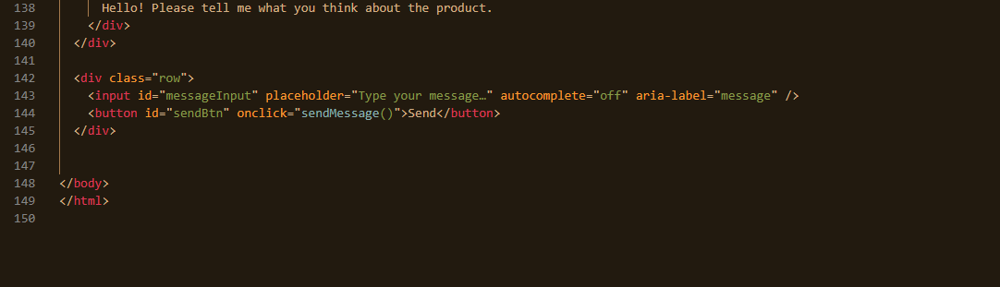 138 Hello! Please tell me what you think about the product.
139 </div>
140 </div>
141
142 <div class="row">
143 <input id="messageInput" placeholder="Type your message…" autocomplete="off" aria-label="message" />
144 <button id="sendBtn" onclick="sendMessage()">Send</button>
145 </div>
146
147
148 </body>
149 </html>
150